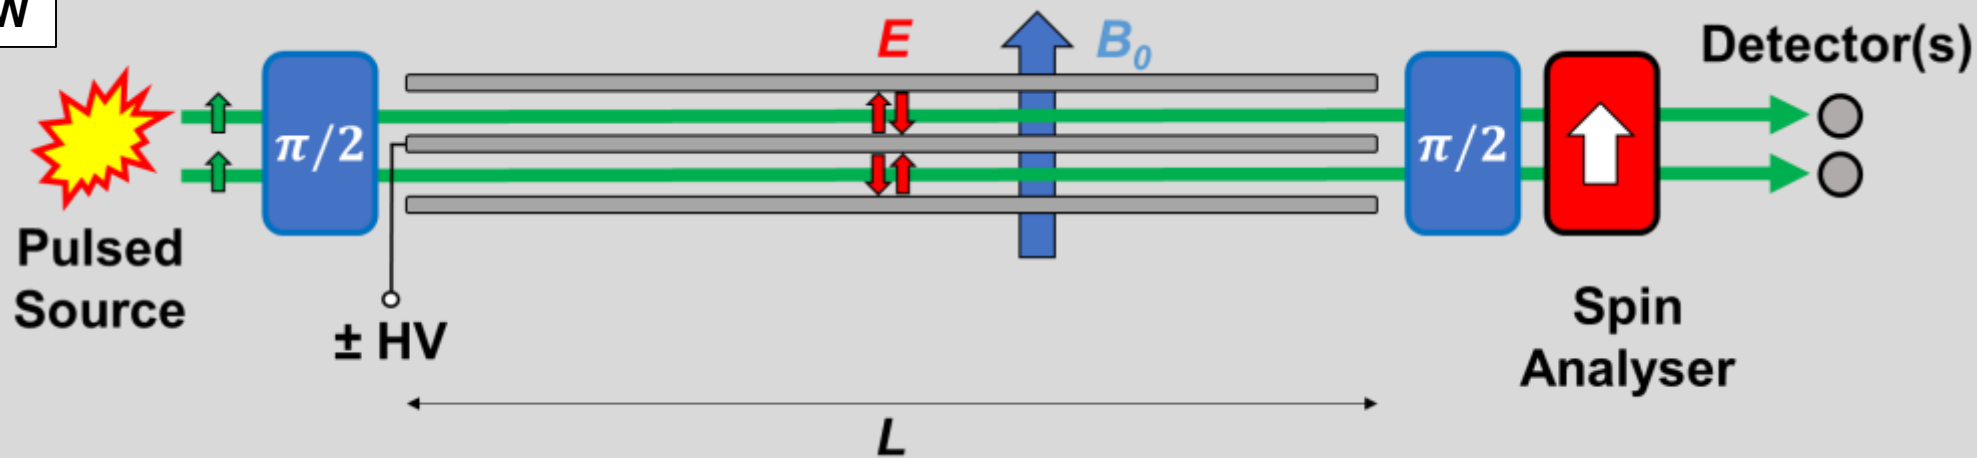 W
E
B₀
Detector(s)
π/2
π/2
Pulsed
Source
± HV
Spin
Analyser
L